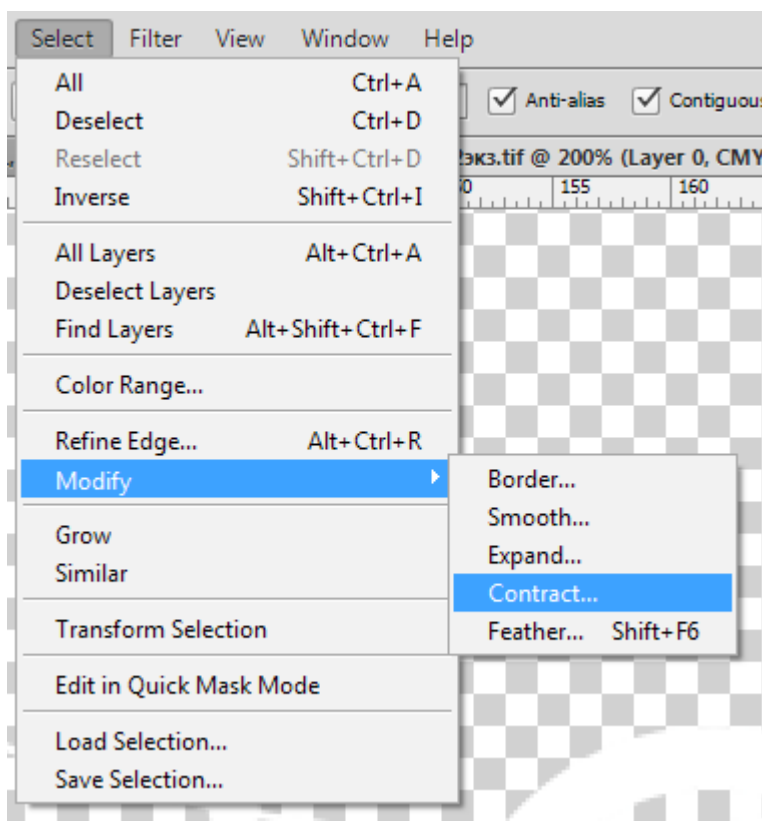 Select Filter View Window Help
All Ctrl+A
Anti-alias Contiguou
Deselect Ctrl+D
Reselect Shift+Ctrl+D
экз.tif @ 200% (Layer 0, CMY
Inverse Shift+Ctrl+I
155 160
All Layers Alt+Ctrl+A
Deselect Layers
Find Layers Alt+Shift+Ctrl+F
Color Range...
Refine Edge... Alt+Ctrl+R
Modify
Border...
Smooth...
Expand...
Contract...
Feather... Shift+F6
Grow
Similar
Transform Selection
Edit in Quick Mask Mode
Load Selection...
Save Selection...